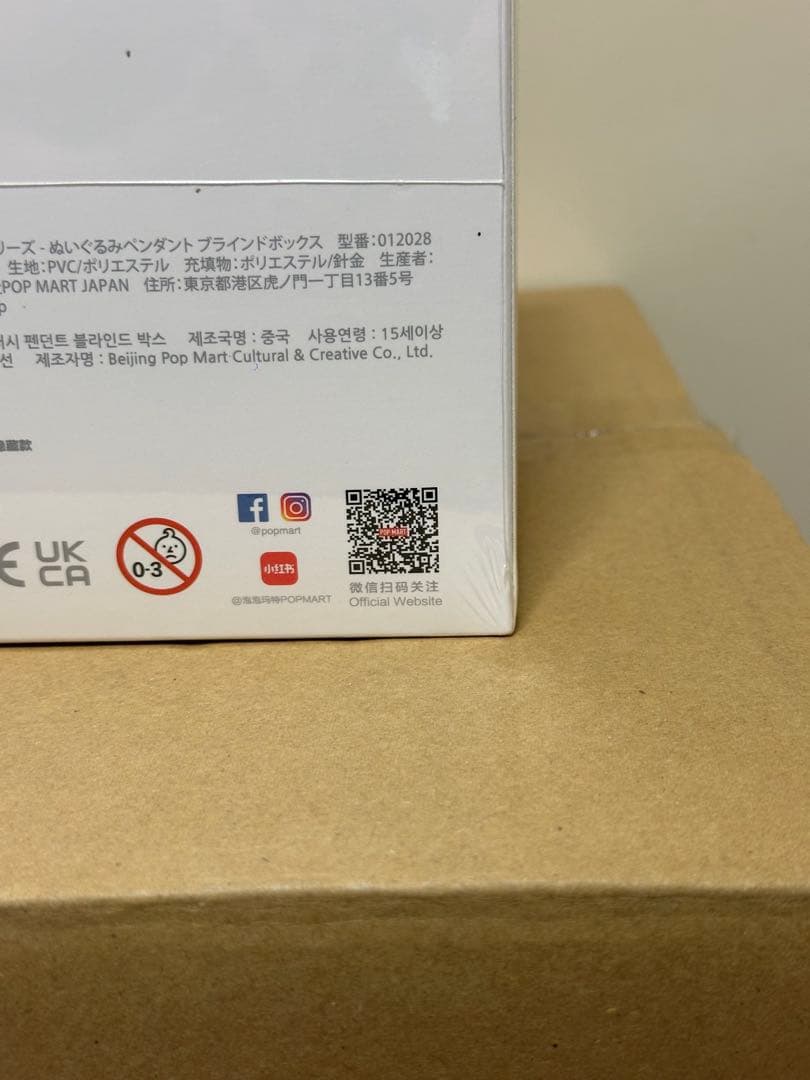 リーズ - ぬいぐるみペンダント ブラインドボックス 型番：012028
生地：PVC/ポリエステル 充填物：ポリエステル/針金 生産者：
POP MART JAPAN 住所：東京都港区虎ノ門一丁目13番5号
p
펜던트 블라인드 박스 제조국명 : 중국 사용연령 : 15세이상
선 제조자명 : Beijing Pop Mart Cultural & Creative Co., Ltd.
隐藏款
UK
CA
0-3
@popmart
小红书
@泡泡玛特POPMART
POP MART
微信扫码关注
Official Website